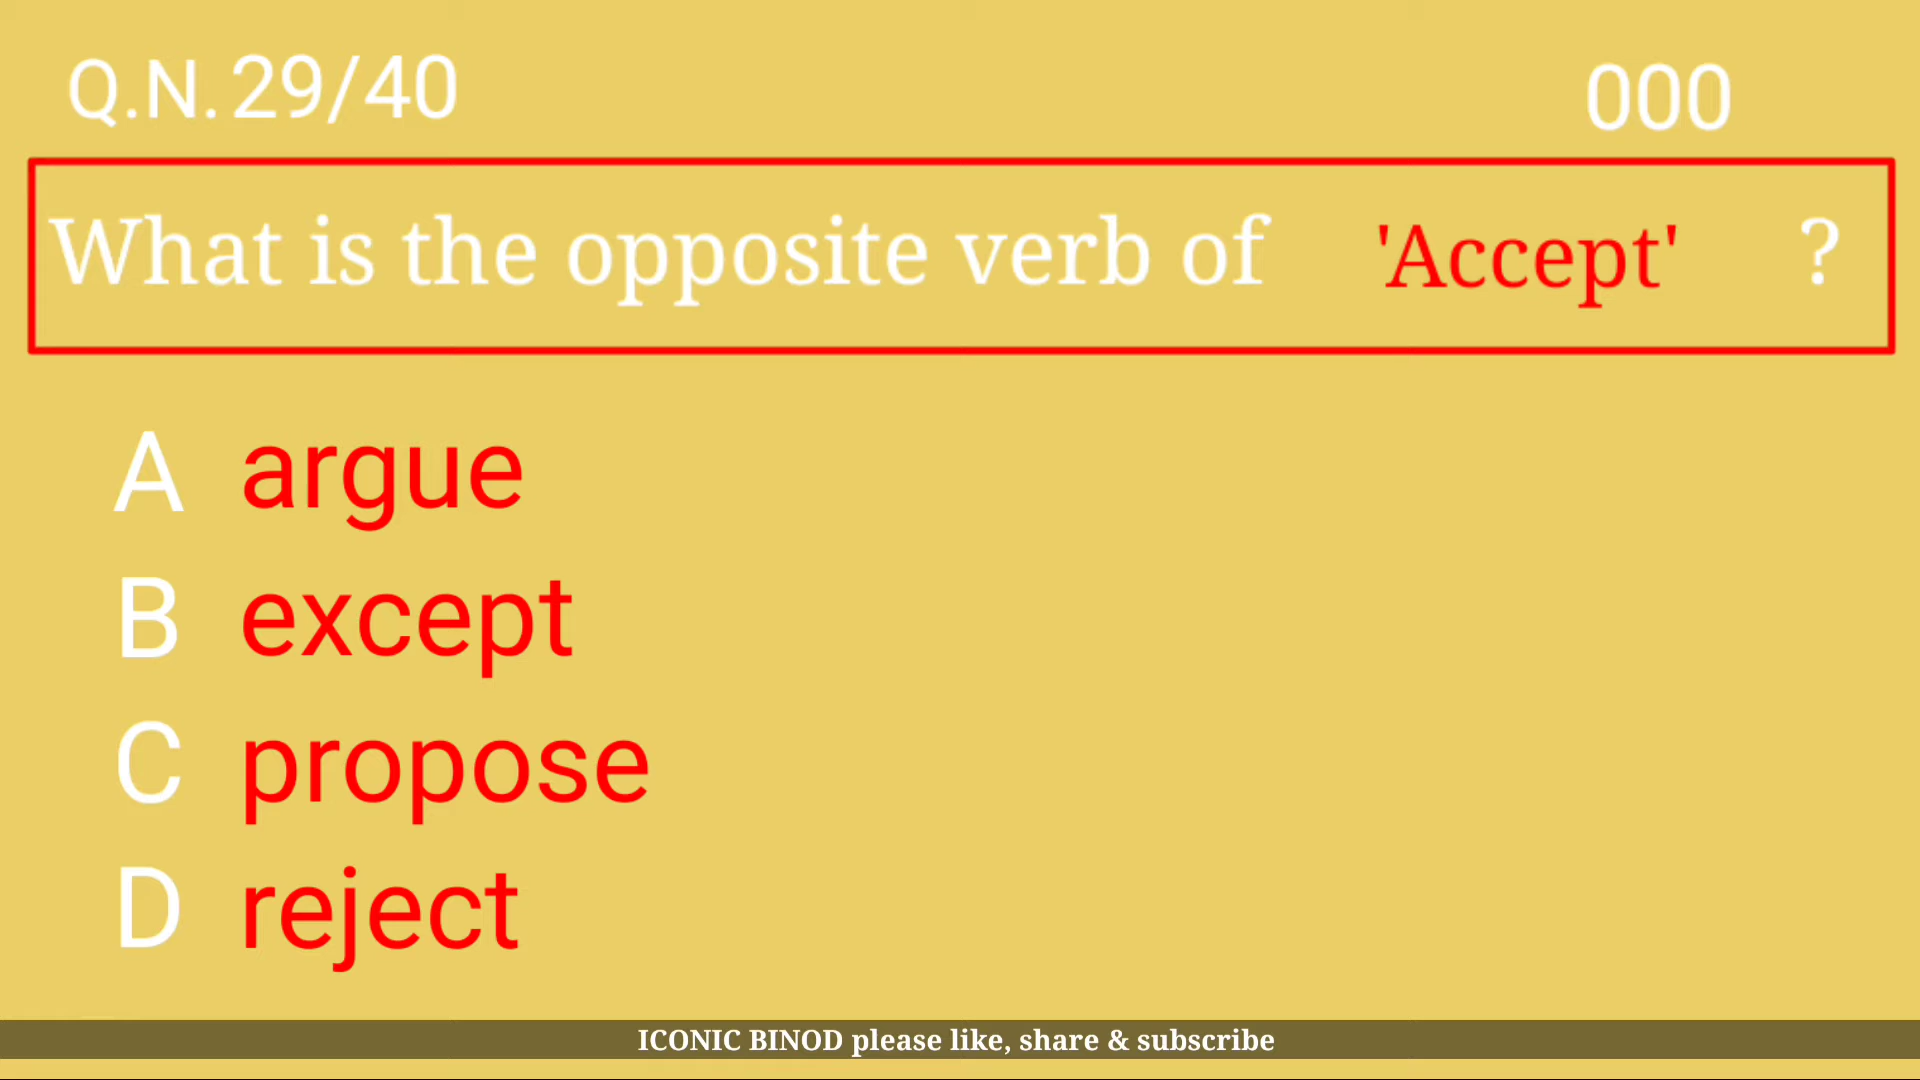 Q.N. 29/40 000
What is the opposite verb of 'Accept' ?
A argue
B except
C propose
D reject
ICONIC BINOD please like, share & subscribe